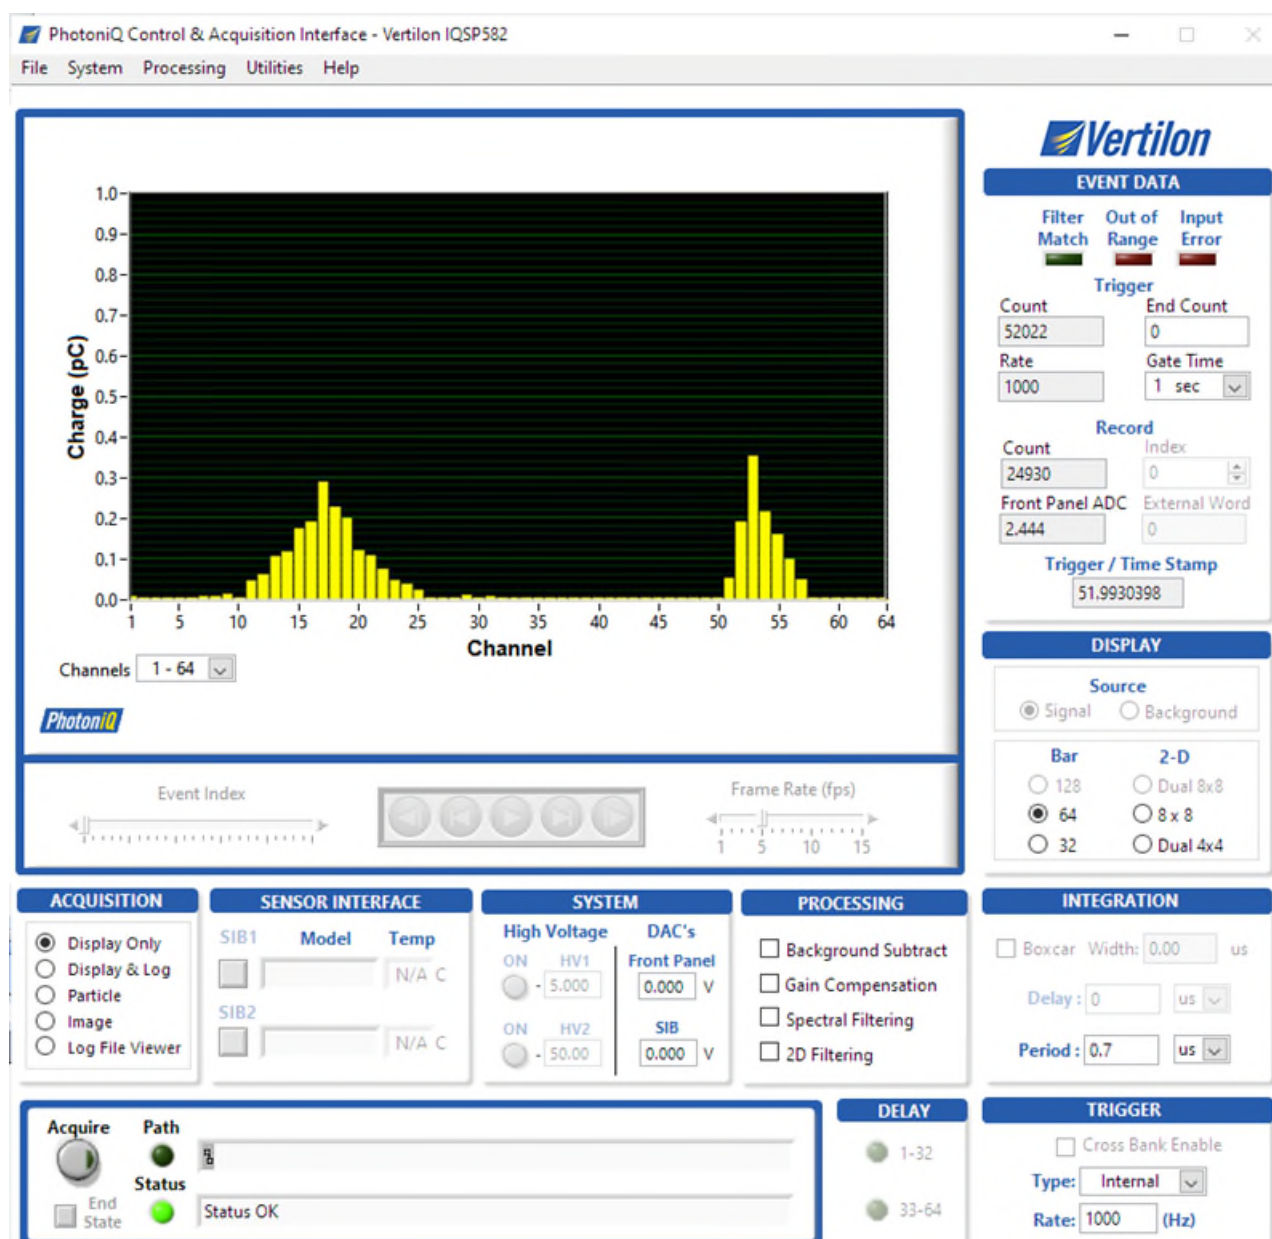 PhotoniQ Control & Acquisition Interface - Vertilon IQSP582
File System Processing Utilities Help
Vertilon
EVENT DATA
Filter Match Out of Range Input Error
Trigger
Count End Count
52022 0
Rate Gate Time
1000 1 sec
Record
Count Index
24930 0
Front Panel ADC External Word
2.444 0
Trigger / Time Stamp
51.9930398
Charge (pC)
1.0
0.9
0.8
0.7
0.6
0.5
0.4
0.3
0.2
0.1
0.0
1 5 10 15 20 25 30 35 40 45 50 55 60 64
Channel
Channels 1 - 64
PhotoniQ
DISPLAY
Source
Signal Background
Bar 2-D
128 Dual 8x8
64 8 x 8
32 Dual 4x4
Event Index
Frame Rate (fps)
1 5 10 15
ACQUISITION
Display Only
Display & Log
Particle
Image
Log File Viewer
SENSOR INTERFACE
SIB1 Model Temp
N/A C
SIB2
N/A C
SYSTEM
High Voltage DAC's
ON HV1 Front Panel
- 5.000 0.000 V
ON HV2 SIB
- 50.00 0.000 V
PROCESSING
Background Subtract
Gain Compensation
Spectral Filtering
2D Filtering
INTEGRATION
Boxcar Width: 0.00 us
Delay : 0 us
Period : 0.7 us
Acquire Path
Status
End State Status OK
DELAY
1-32
33-64
TRIGGER
Cross Bank Enable
Type: Internal
Rate: 1000 (Hz)